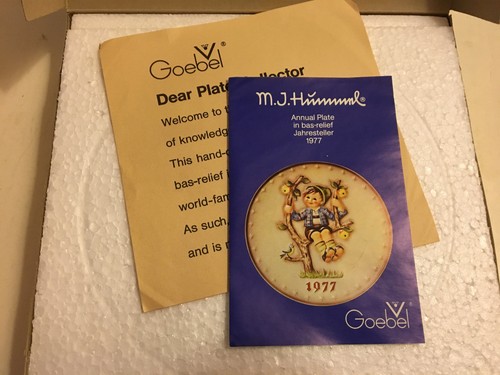 Goebel®
Dear Plate
Welcome to
of knowledg
This hand-
bas-relief
world-fam
As such,
and is
M.J.Hummel®
Annual Plate
in bas-relief
Jahresteller
1977
1977
Goebel